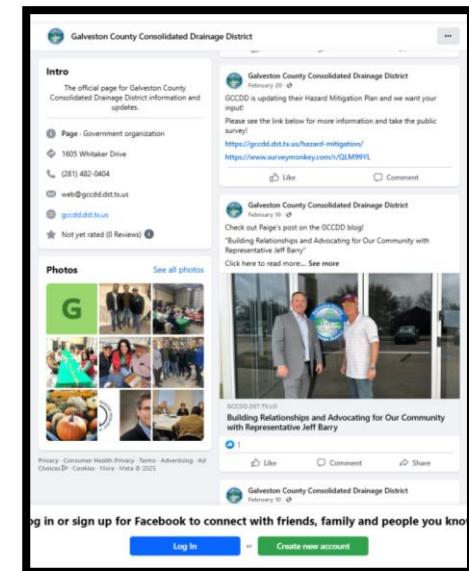 Galveston County Consolidated Drainage District
Intro
The official page for Galveston County
Consolidated Drainage District information and
updates.
Page · Government organization
1605 Whitaker Drive
(281) 482-0404
web@gccdd.dst.tx.us
gccdd.dst.tx.us
Not yet rated (0 Reviews)
Photos
See all photos
G
Privacy · Consumer Health Privacy · Terms · Advertising · Ad
Choices · Cookies · More · Meta © 2025
Galveston County Consolidated Drainage District
February 20
GCCDD is updating their Hazard Mitigation Plan and we want your
input!
Please see the link below for more information and take the public
survey!
https://gccdd.dst.tx.us/hazard-mitigation/
https://www.surveymonkey.com/r/QLM99YL
Like
Comment
Galveston County Consolidated Drainage District
February 10
Check out Paige's post on the GCCDD blog!
"Building Relationships and Advocating for Our Community with
Representative Jeff Barry"
Click here to read more... See more
GCCDD.DST.TX.US
Building Relationships and Advocating for Our Community
with Representative Jeff Barry
1
Like
Comment
Share
Galveston County Consolidated Drainage District
February 10
og in or sign up for Facebook to connect with friends, family and people you kno
Log In
or
Create new account